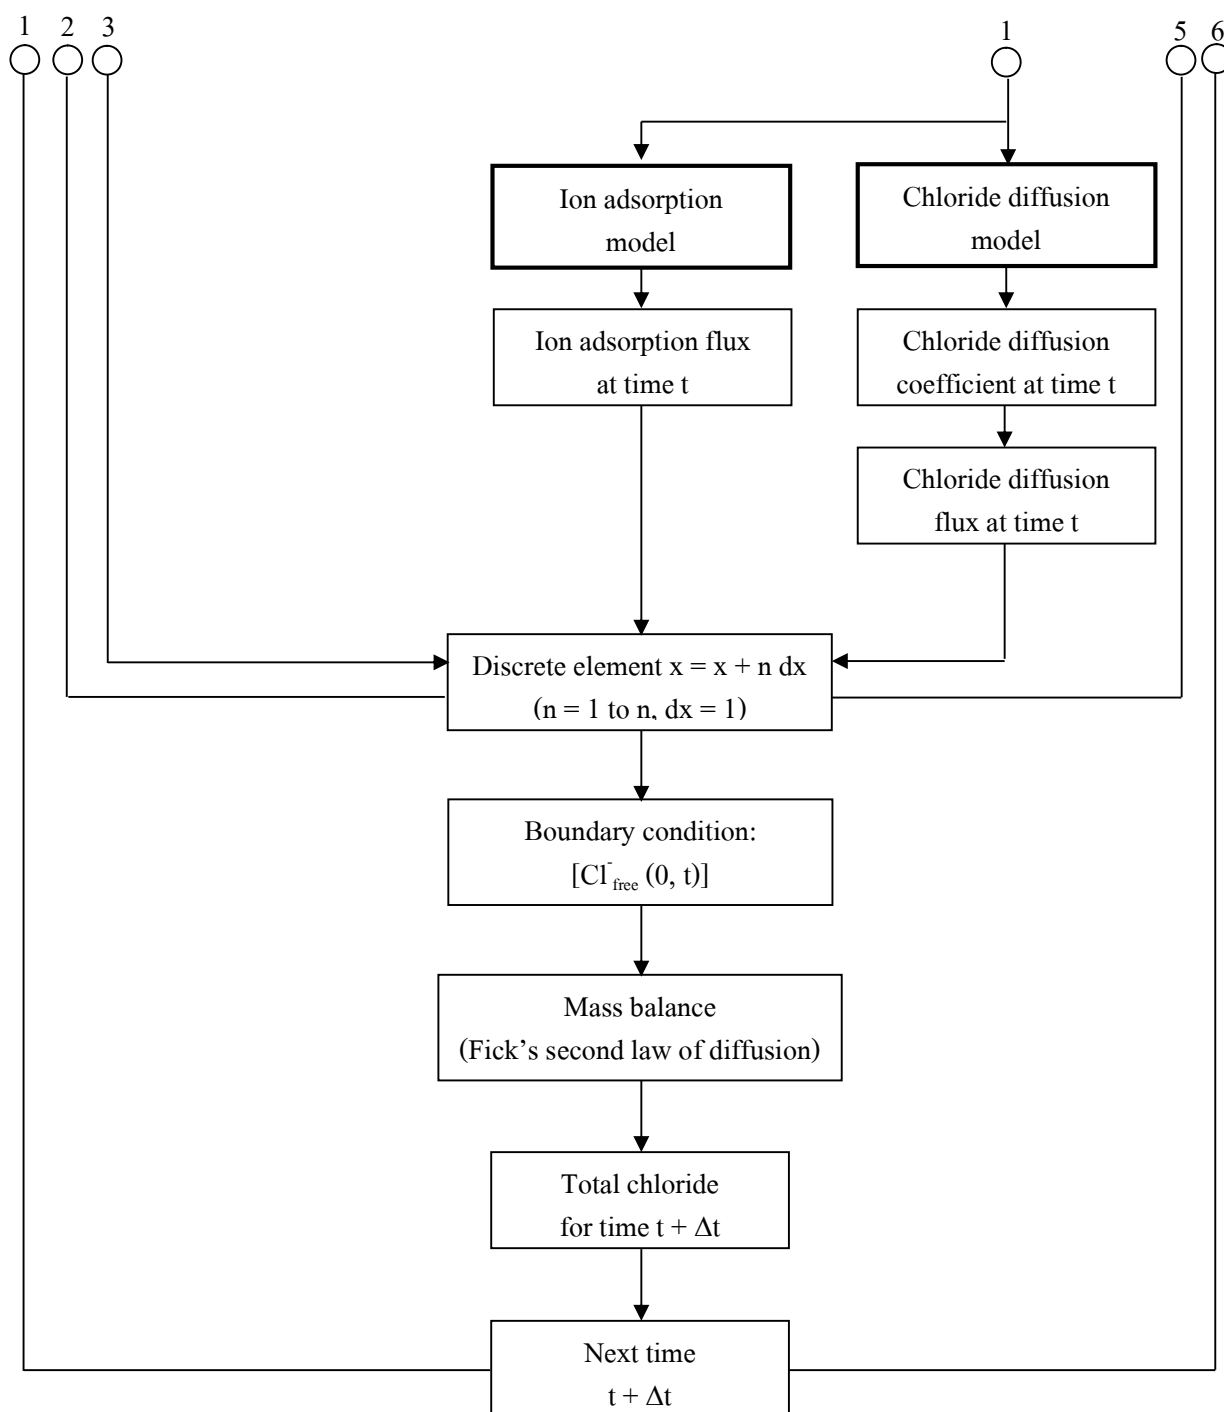 1 2 3 1 5 6
Ion adsorption
model
Chloride diffusion
model
Ion adsorption flux
at time t
Chloride diffusion
coefficient at time t
Chloride diffusion
flux at time t
Discrete element x = x + n dx
(n = 1 to n, dx = 1)
Boundary condition:
[Cl⁻free (0, t)]
Mass balance
(Fick’s second law of diffusion)
Total chloride
for time t + Δt
Next time
t + Δt